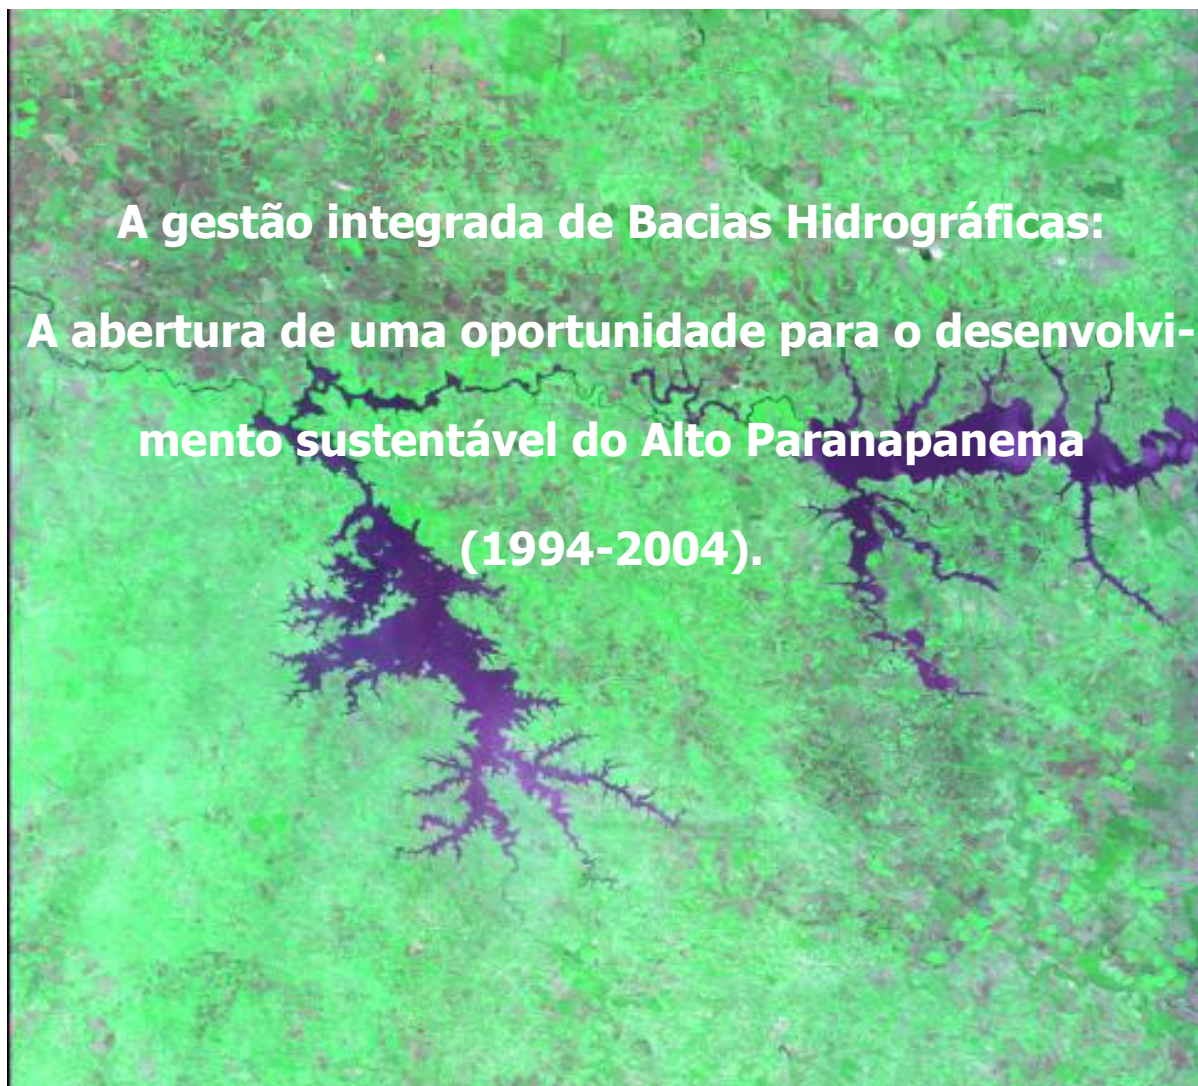 A gestão integrada de Bacias Hidrográficas:
A abertura de uma oportunidade para o desenvolvi-
mento sustentável do Alto Paranapanema
(1994-2004).